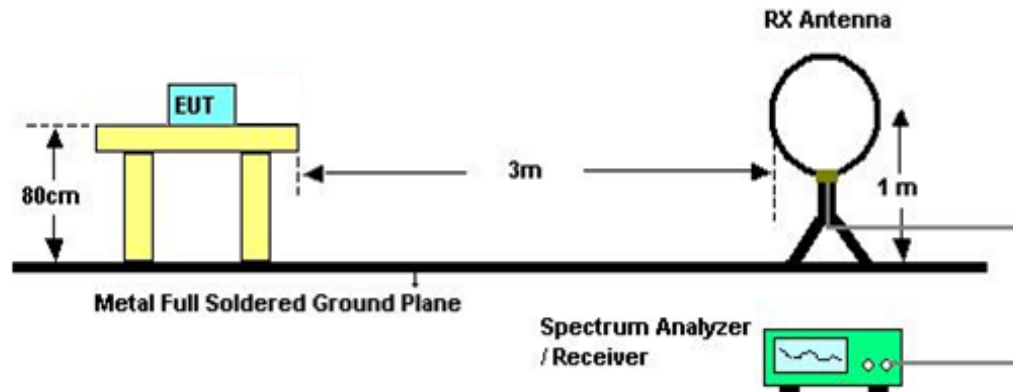 RX Antenna
EUT
80cm
3m
1 m
Metal Full Soldered Ground Plane
Spectrum Analyzer
/ Receiver